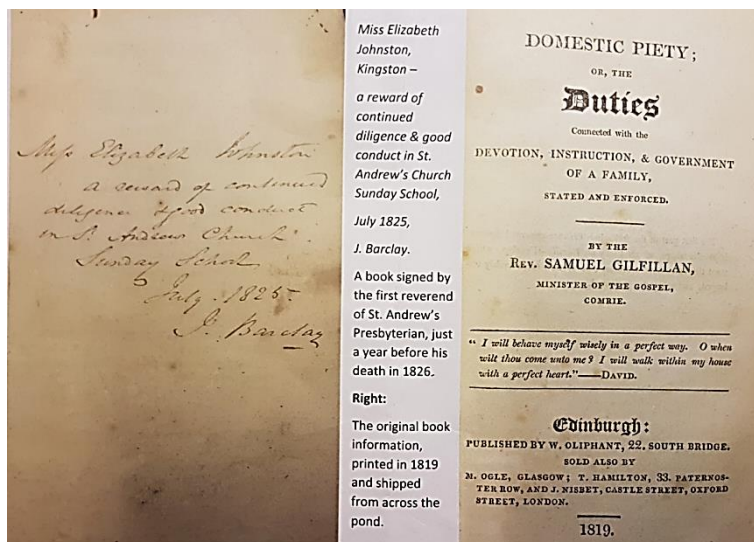 Miss Elizabeth Johnston
a reward of continued
diligence & good conduct
in St. Andrews Church
Sunday School
July 1825
J. Barclay
Miss Elizabeth
Johnston,
Kingston –
a reward of
continued
diligence & good
conduct in St.
Andrew's Church
Sunday School,
July 1825,
J. Barclay.
A book signed by
the first reverend
of St. Andrew's
Presbyterian, just
a year before his
death in 1826.
Right:
The original book
information,
printed in 1819
and shipped
from across the
pond.
DOMESTIC PIETY;
OR, THE
Duties
Connected with the
DEVOTION, INSTRUCTION, & GOVERNMENT
OF A FAMILY,
STATED AND ENFORCED.
BY THE
REV. SAMUEL GILFILLAN,
MINISTER OF THE GOSPEL,
COMRIE.
" I will behave myself wisely in a perfect way. O when
wilt thou come unto me? I will walk within my house
with a perfect heart."——DAVID.
Edinburgh:
PUBLISHED BY W. OLIPHANT, 22. SOUTH BRIDGE.
SOLD ALSO BY
M. OGLE, GLASGOW; T. HAMILTON, 33. PATERNOS-
TER ROW, AND J. NISBET, CASTLE STREET, OXFORD
STREET, LONDON.
1819.